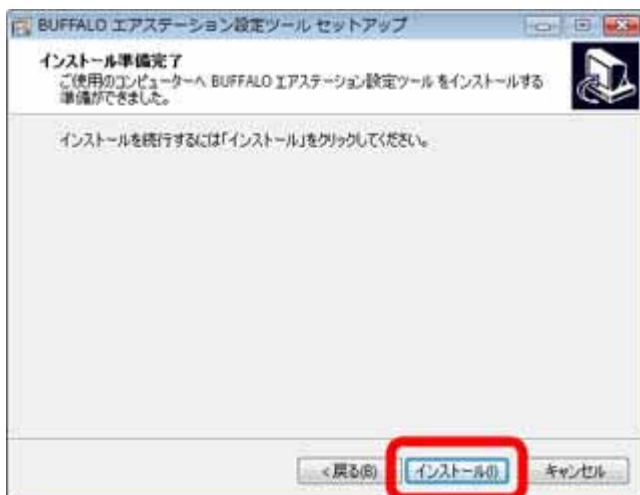 BUFFALO エアステーション設定ツール セットアップ
インストール準備完了
ご使用のコンピューターへ BUFFALO エアステーション設定ツール をインストールする
準備ができました。
インストールを続行するには「インストール」をクリックしてください。
< 戻る(B) インストール(I) キャンセル